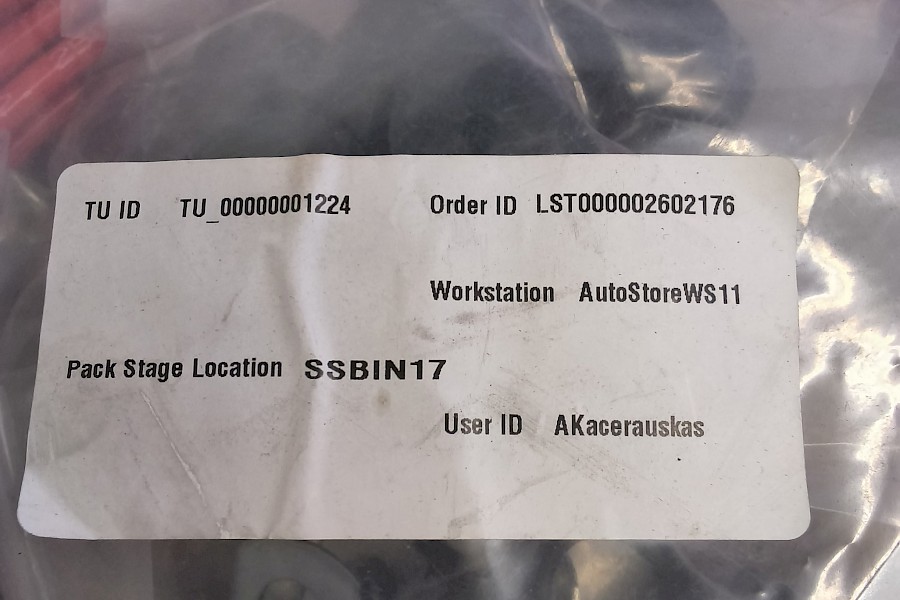 TU ID TU_00000001224 Order ID LST000002602176
Workstation AutoStoreWS11
Pack Stage Location SSBIN17
User ID AKacerauskas